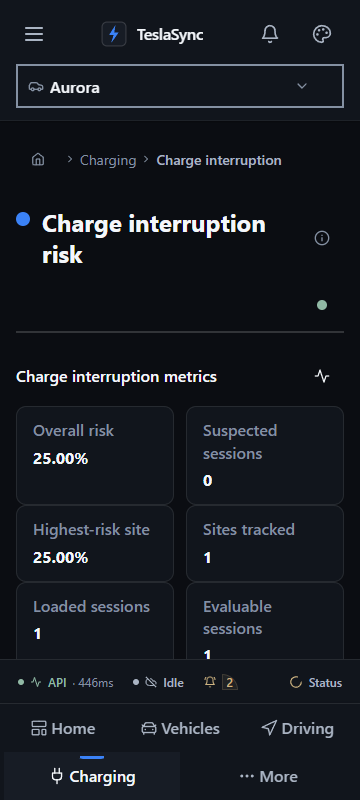 TeslaSync
Aurora
Charging
Charge interruption
Charge interruption
risk
Charge interruption metrics
Overall risk
25.00%
Suspected
sessions
0
Highest-risk site
25.00%
Sites tracked
1
Loaded sessions
1
Evaluable
sessions
1
API · 446ms
Idle
2
Status
Home
Vehicles
Driving
Charging
More